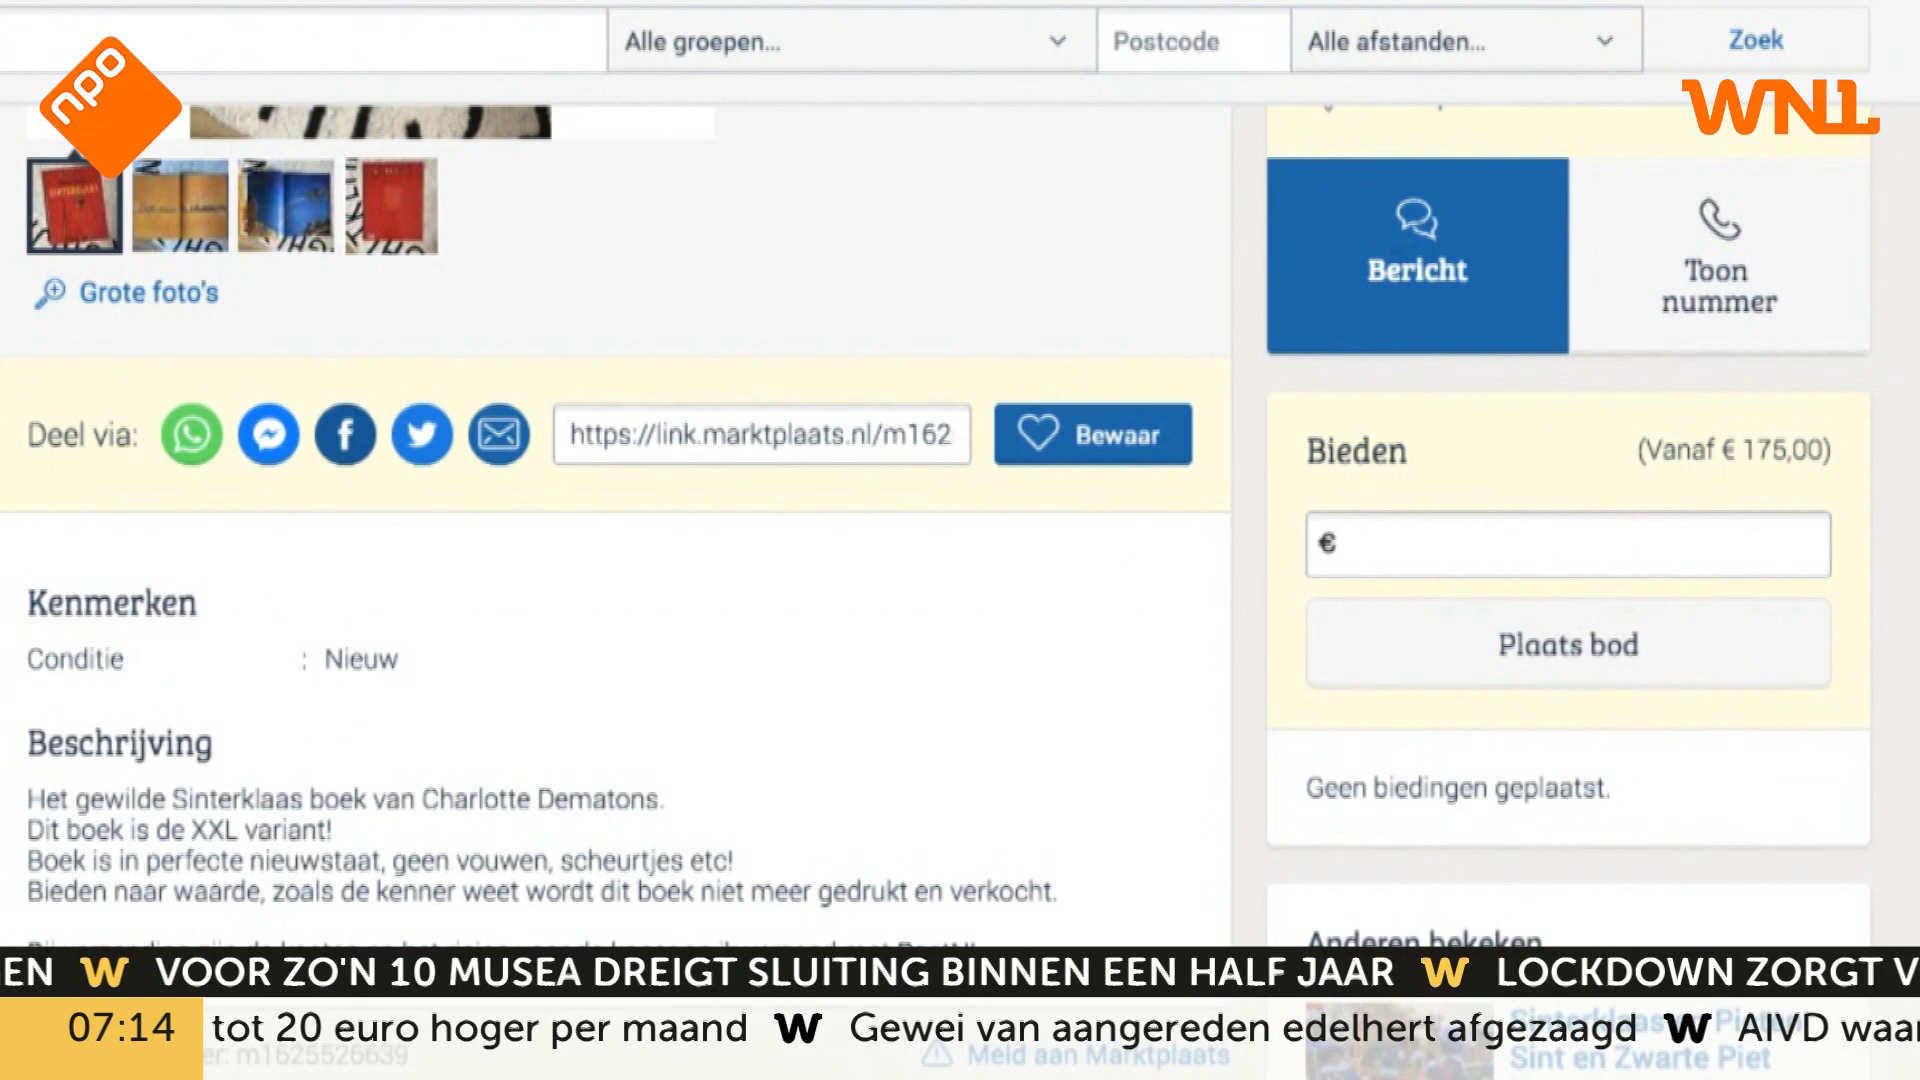 Alle groepen...
Postcode
Alle afstanden...
Zoek
npo
WNL
SINTERKLAAS
Grote foto's
Bericht
Toon
nummer
Deel via:
https://link.marktplaats.nl/m162
Bewaar
Bieden
(Vanaf € 175,00)
€
Plaats bod
Geen biedingen geplaatst.
Kenmerken
Conditie : Nieuw
Beschrijving
Het gewilde Sinterklaas boek van Charlotte Dematons.
Dit boek is de XXL variant!
Boek is in perfecte nieuwstaat, geen vouwen, scheurtjes etc!
Bieden naar waarde, zoals de kenner weet wordt dit boek niet meer gedrukt en verkocht.
Anderen bekeken
EN W VOOR ZO'N 10 MUSEA DREIGT SLUITING BINNEN EEN HALF JAAR W LOCKDOWN ZORGT V
07:14 tot 20 euro hoger per maand W Gewei van aangereden edelhert afgezaagd W AIVD waar
er: m1625526639
Meld aan Marktplaats
Sint en Zwarte Piet